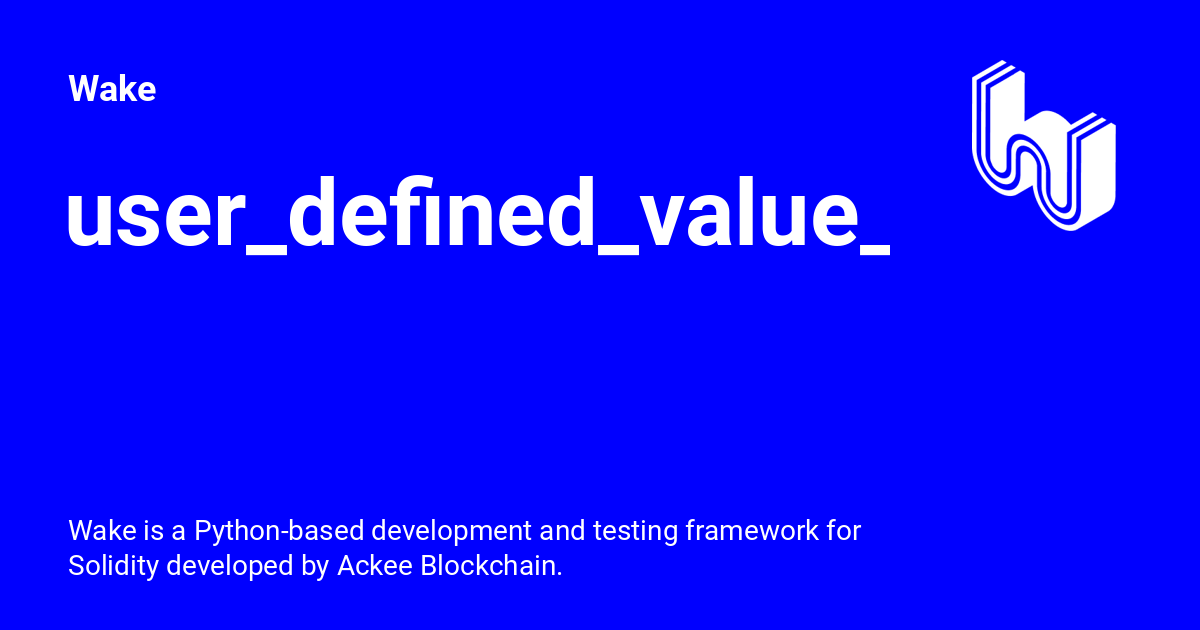 Wake
user_defined_value_
Wake is a Python-based development and testing framework for
Solidity developed by Ackee Blockchain.